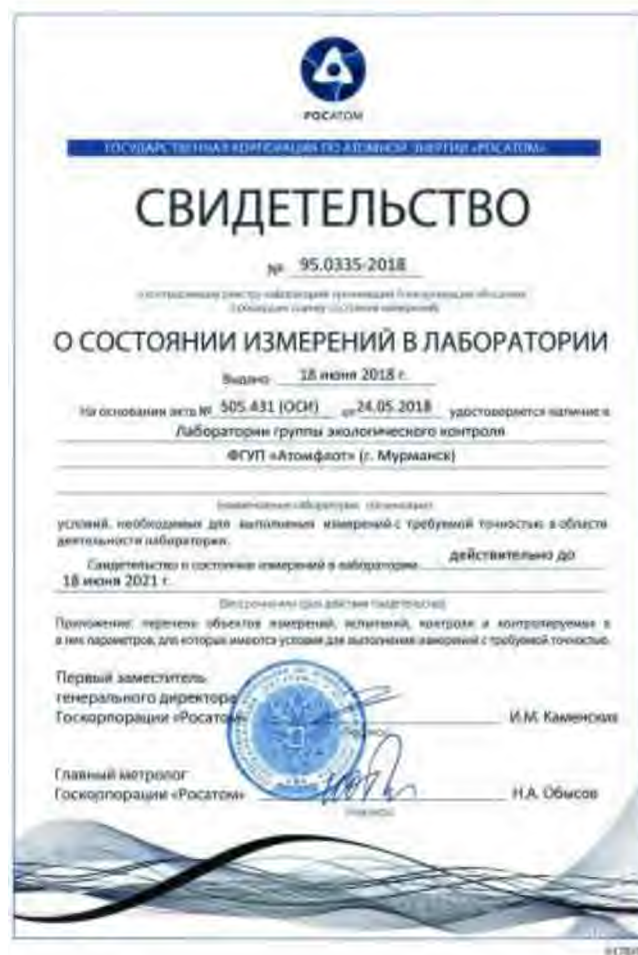 РОСАТОМ
ГОСУДАРСТВЕННАЯ КОРПОРАЦИЯ ПО АТОМНОЙ ЭНЕРГИИ «РОСАТОМ»
СВИДЕТЕЛЬСТВО
№ 95.0335-2018
О СОСТОЯНИИ ИЗМЕРЕНИЙ В ЛАБОРАТОРИИ
Выдано 18 июня 2018 г.
На основании акта № 505.431 (ОСИ) от 24.05.2018 удостоверяется наличие в
Лаборатории группы экологического контроля
ФГУП «Атомфлот» (г. Мурманск)
условий, необходимых для выполнения измерений с требуемой точностью в области
деятельности лаборатории.
Свидетельство о состоянии измерений в лаборатории действительно до
18 июня 2021 г.
Приложение: перечень объектов измерений, испытаний, контроля и контролируемых в
в них параметров, для которых имеются условия для выполнения измерений с требуемой точностью.
Первый заместитель
генерального директора
Госкорпорации «Росатом» И.М. Каменских
(подпись)
Главный метролог
Госкорпорации «Росатом» Н.А. Обысов
(подпись)